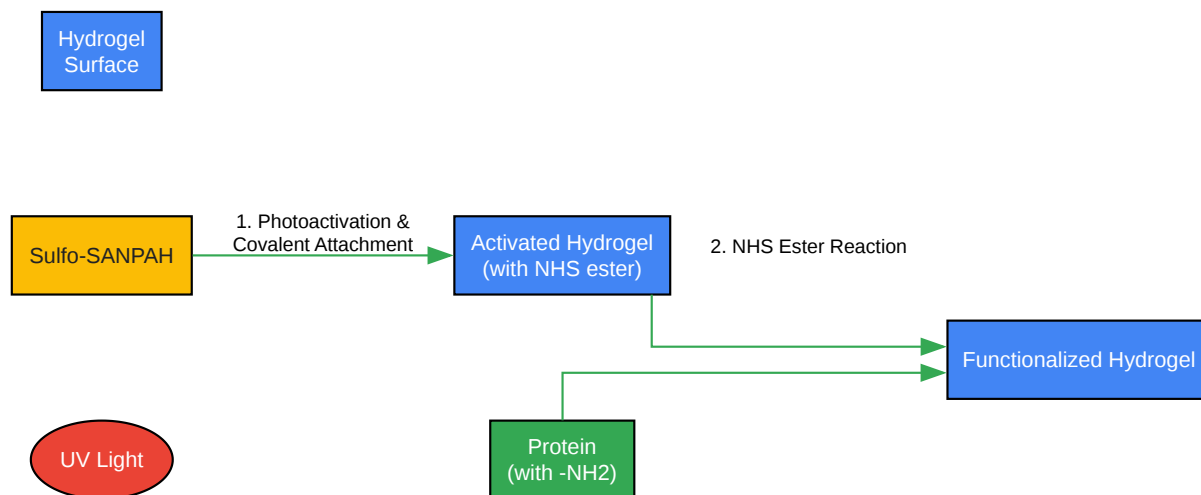 Hydrogel
Surface
Sulfo-SANPAH
1. Photoactivation &
Covalent Attachment
Activated Hydrogel
(with NHS ester)
2. NHS Ester Reaction
Functionalized Hydrogel
UV Light
Protein
(with -NH2)